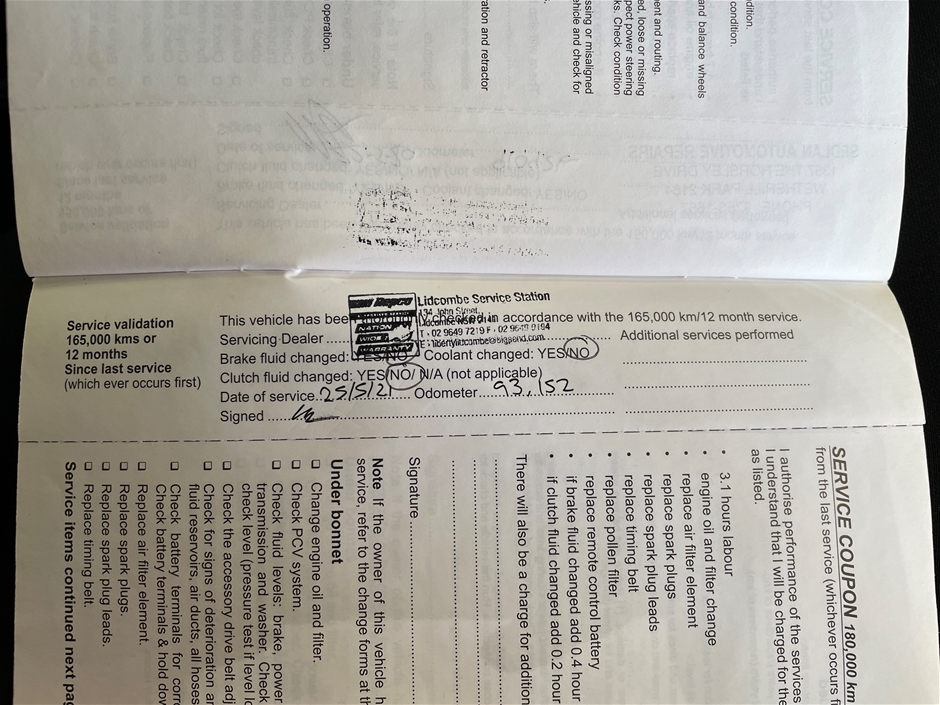 operation.
ration and retractor
ssing or misaligned
hicle and check for
ment and routing.
ed, loose or missing
pect power steering
ks. Check condition
and balance wheels
condition.
dition.
Service validation
165,000 kms or
12 months
Since last service
(which ever occurs first)
This vehicle has been checked in accordance with the 165,000 km/12 month service.
Servicing Dealer
Additional services performed
Brake fluid changed: YES/NO Coolant changed: YES/NO
Clutch fluid changed: YES/NO/ N/A (not applicable)
Date of service 25/5/21 Odometer 93,152
Signed
Repco
NATION
WIDE
WARRANTY
Lidcombe Service Station
134 John Street,
Lidcombe NSW 2141
T: 02 9649 7219 F: 02 9649 9194
E: libertylidcombe@bigpond.com
SERVICE COUPON 180,000 km
from the last service (whichever occurs fi
I authorise performance of the services
I understand that I will be charged for the
as listed.
• 3.1 hours labour
• engine oil and filter change
• replace air filter element
• replace spark plugs
• replace spark plug leads
• replace timing belt
• replace pollen filter
• replace remote control battery
• if brake fluid changed add 0.4 hour
• if clutch fluid changed add 0.2 hour
There will also be a charge for addition
Signature
Note If the owner of this vehicle h
service, refer to the change forms at th
Under bonnet
❑ Change engine oil and filter.
❑ Check PCV system.
❑ Check fluid levels: brake, power
transmission and washer. Check
check level (pressure test if level lo
❑ Check the accessory drive belt adj
❑ Check for signs of deterioration an
fluid reservoirs, air ducts, all hoses
❑ Check battery terminals for corro
Check battery terminals & hold dow
❑ Replace air filter element.
❑ Replace spark plugs.
❑ Replace spark plug leads.
❑ Replace timing belt.
Service items continued next pag